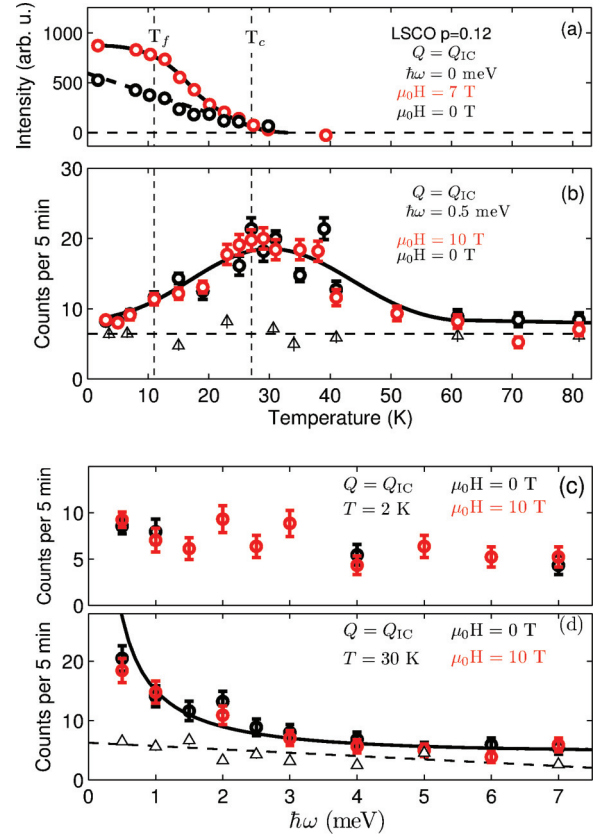 (a)
T_f
T_c
LSCO p=0.12
Q = Q_IC
ħω = 0 meV
μ₀H = 7 T
μ₀H = 0 T
Intensity (arb. u.)
1000
500
0
(b)
Q = Q_IC
ħω = 0.5 meV
μ₀H = 10 T
μ₀H = 0 T
Counts per 5 min
30
20
10
0
0 10 20 30 40 50 60 70 80
Temperature (K)
(c)
Q = Q_IC μ₀H = 0 T
T = 2 K μ₀H = 10 T
Counts per 5 min
10
5
0
(d)
Q = Q_IC μ₀H = 0 T
T = 30 K μ₀H = 10 T
Counts per 5 min
20
10
0
0 1 2 3 4 5 6 7
ħω (meV)